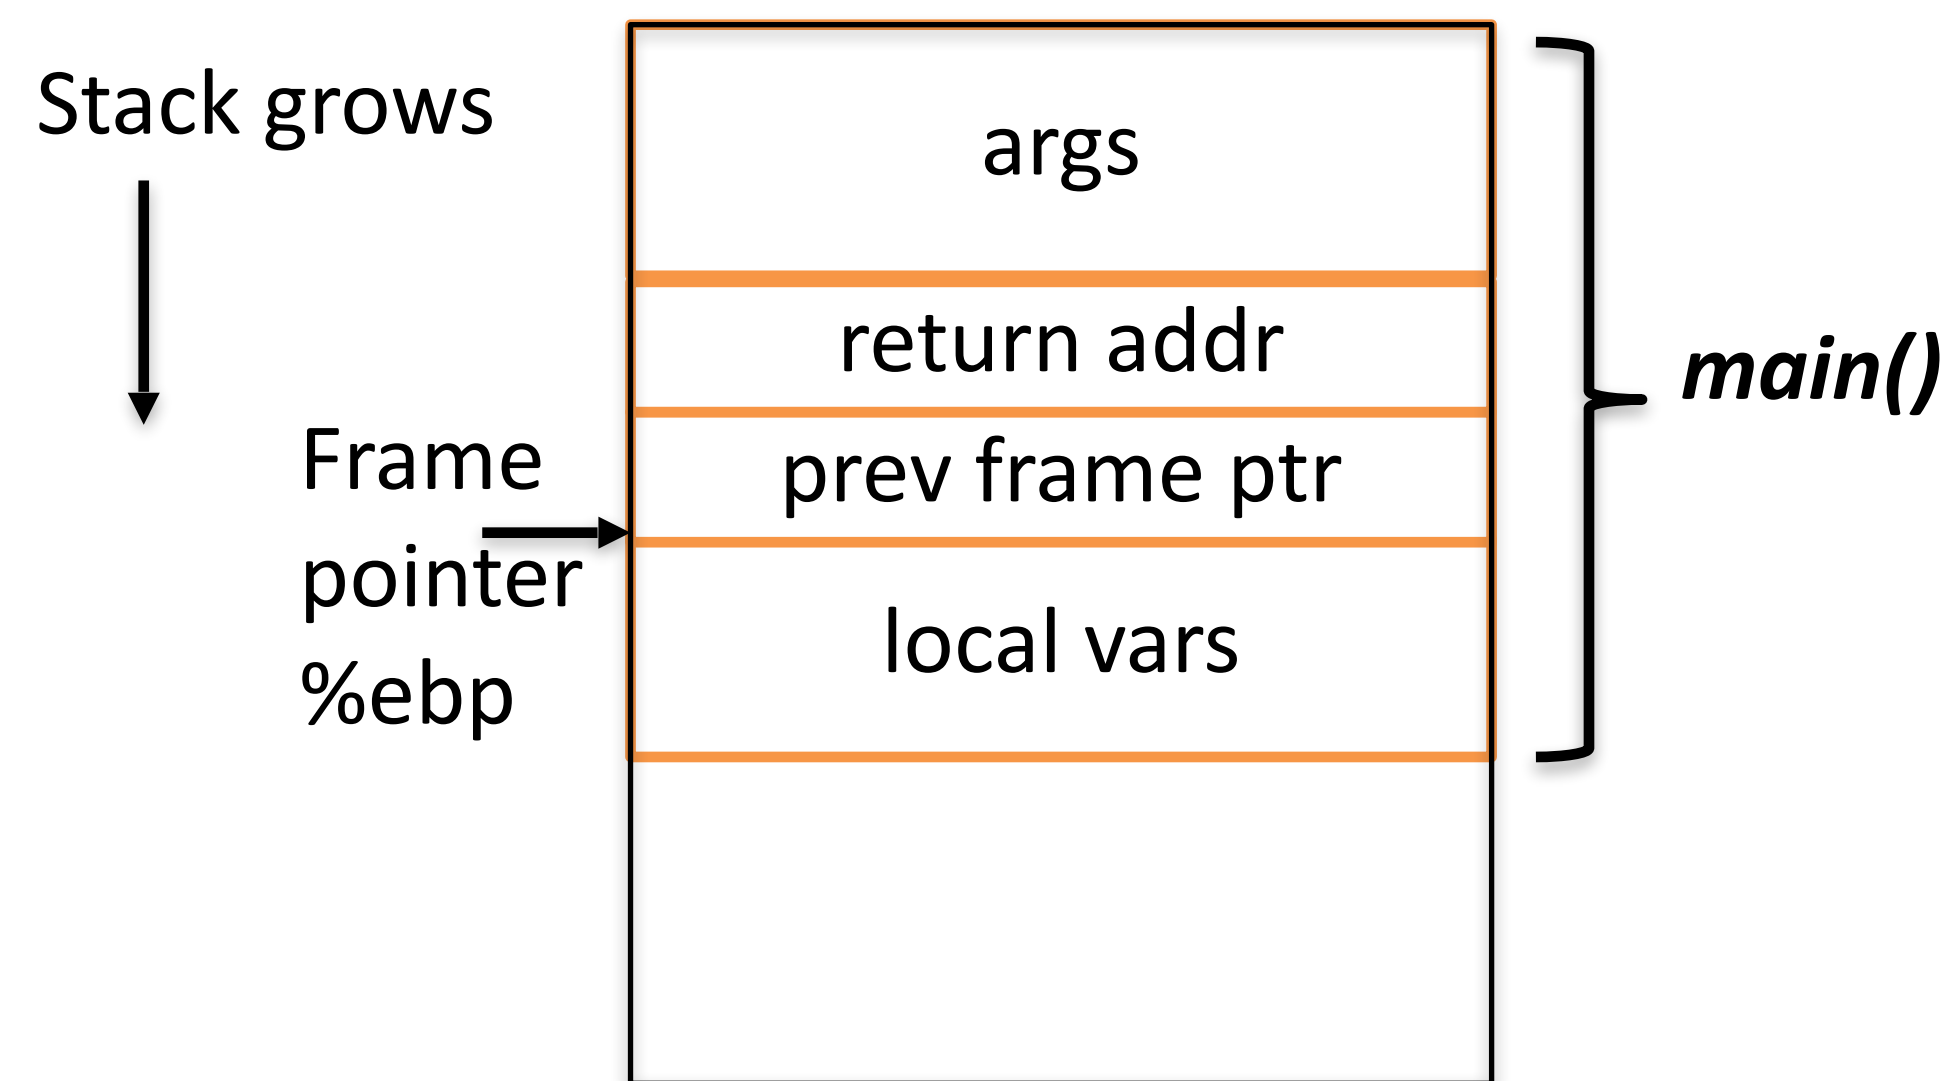 Stack grows
args
return addr
main()
Frame
pointer
%ebp
prev frame ptr
local vars